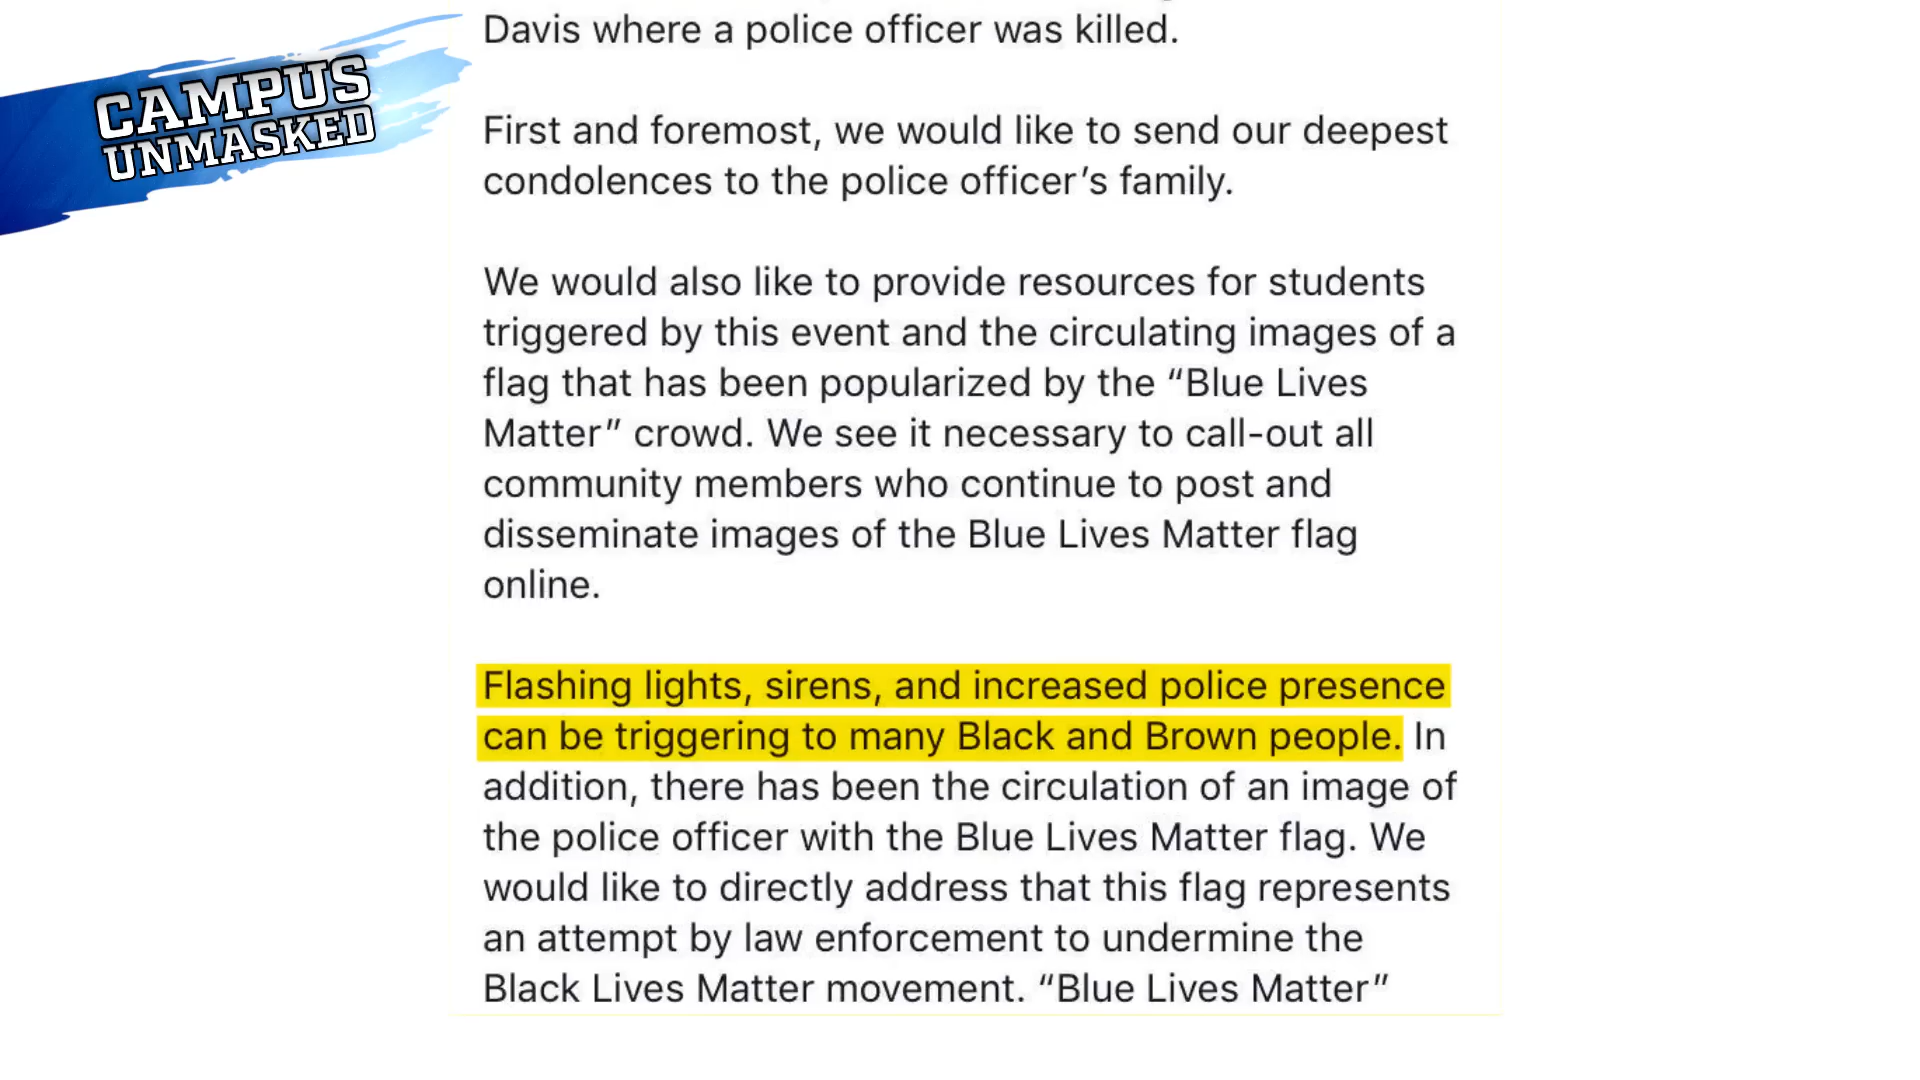 CAMPUS
UNMASKED
Davis where a police officer was killed.
First and foremost, we would like to send our deepest
condolences to the police officer’s family.
We would also like to provide resources for students
triggered by this event and the circulating images of a
flag that has been popularized by the “Blue Lives
Matter” crowd. We see it necessary to call-out all
community members who continue to post and
disseminate images of the Blue Lives Matter flag
online.
Flashing lights, sirens, and increased police presence
can be triggering to many Black and Brown people. In
addition, there has been the circulation of an image of
the police officer with the Blue Lives Matter flag. We
would like to directly address that this flag represents
an attempt by law enforcement to undermine the
Black Lives Matter movement. “Blue Lives Matter”